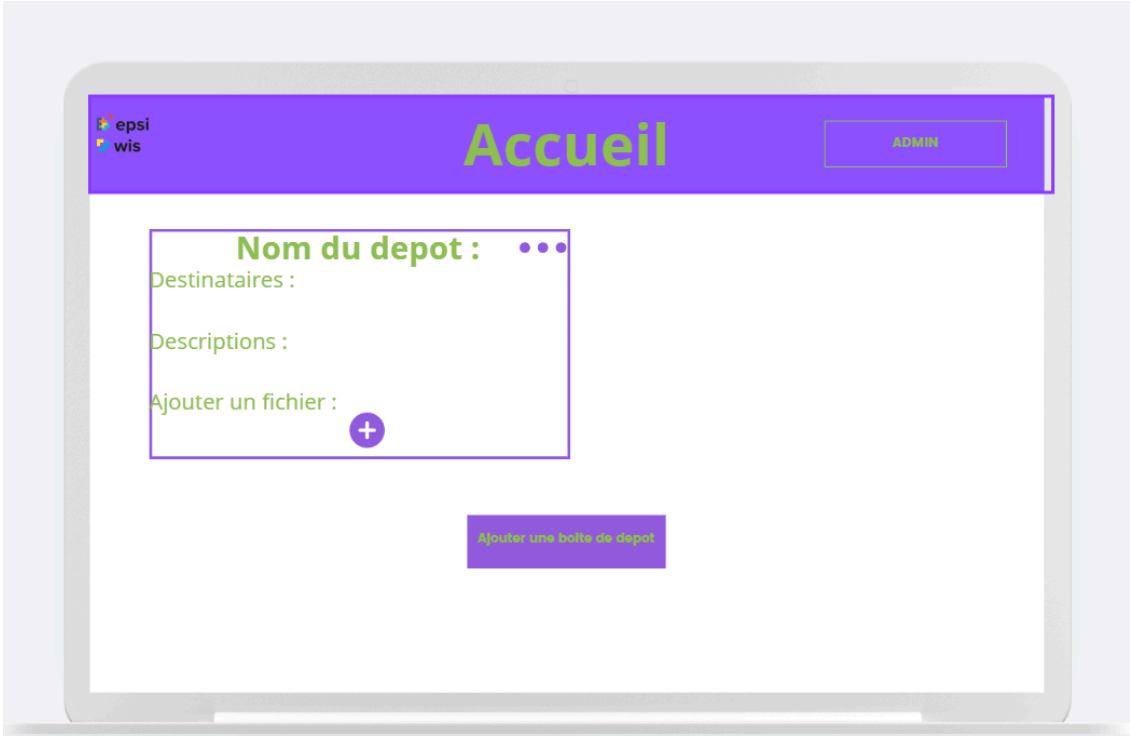 epsi
wis
Accueil
ADMIN
Nom du depot :
Destinataires :
Descriptions :
Ajouter un fichier :
Ajouter une boite de depot